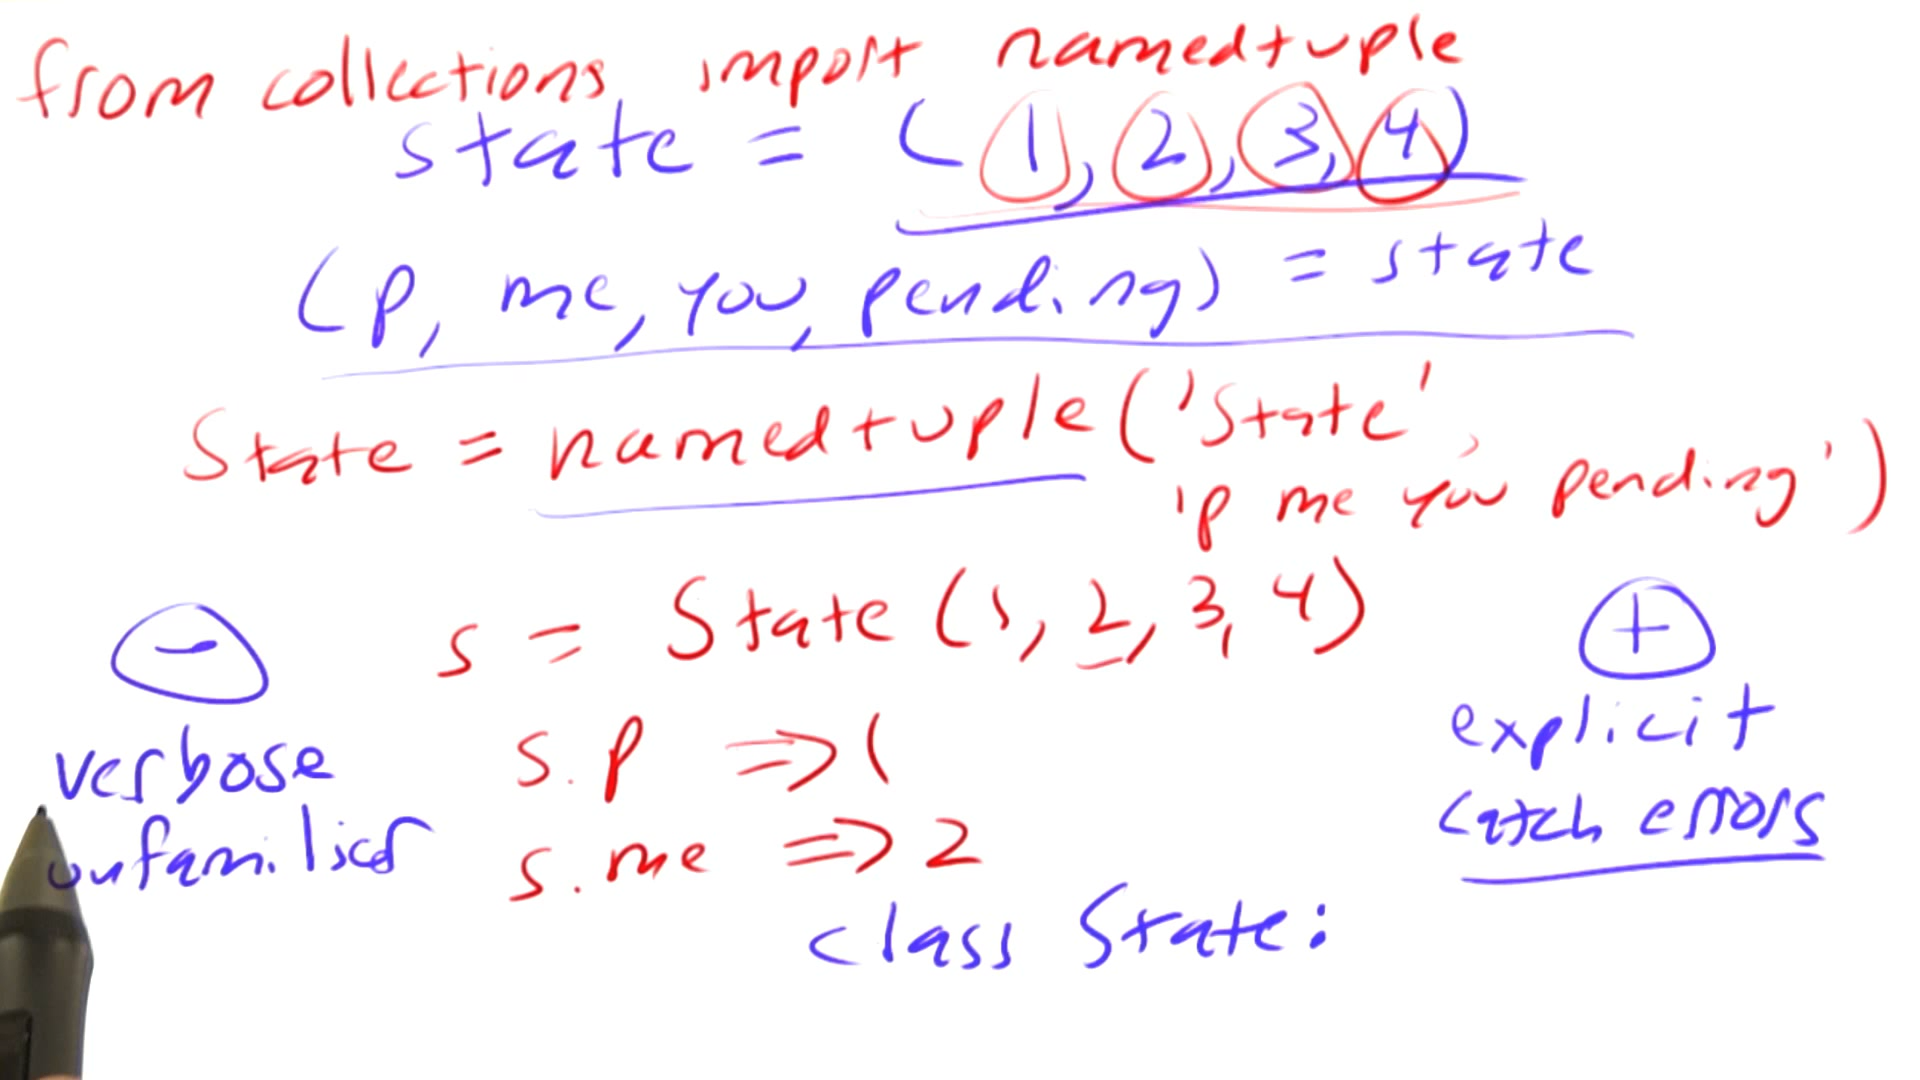 from collections import namedtuple
state = (1, 2, 3, 4)
(p, me, you, pending) = state
State = namedtuple('State',
'p me you pending')
s = State(1, 2, 3, 4)
-
+
verbose
unfamiliar
s.p => 1
s.me => 2
explicit
catch errors
class State: